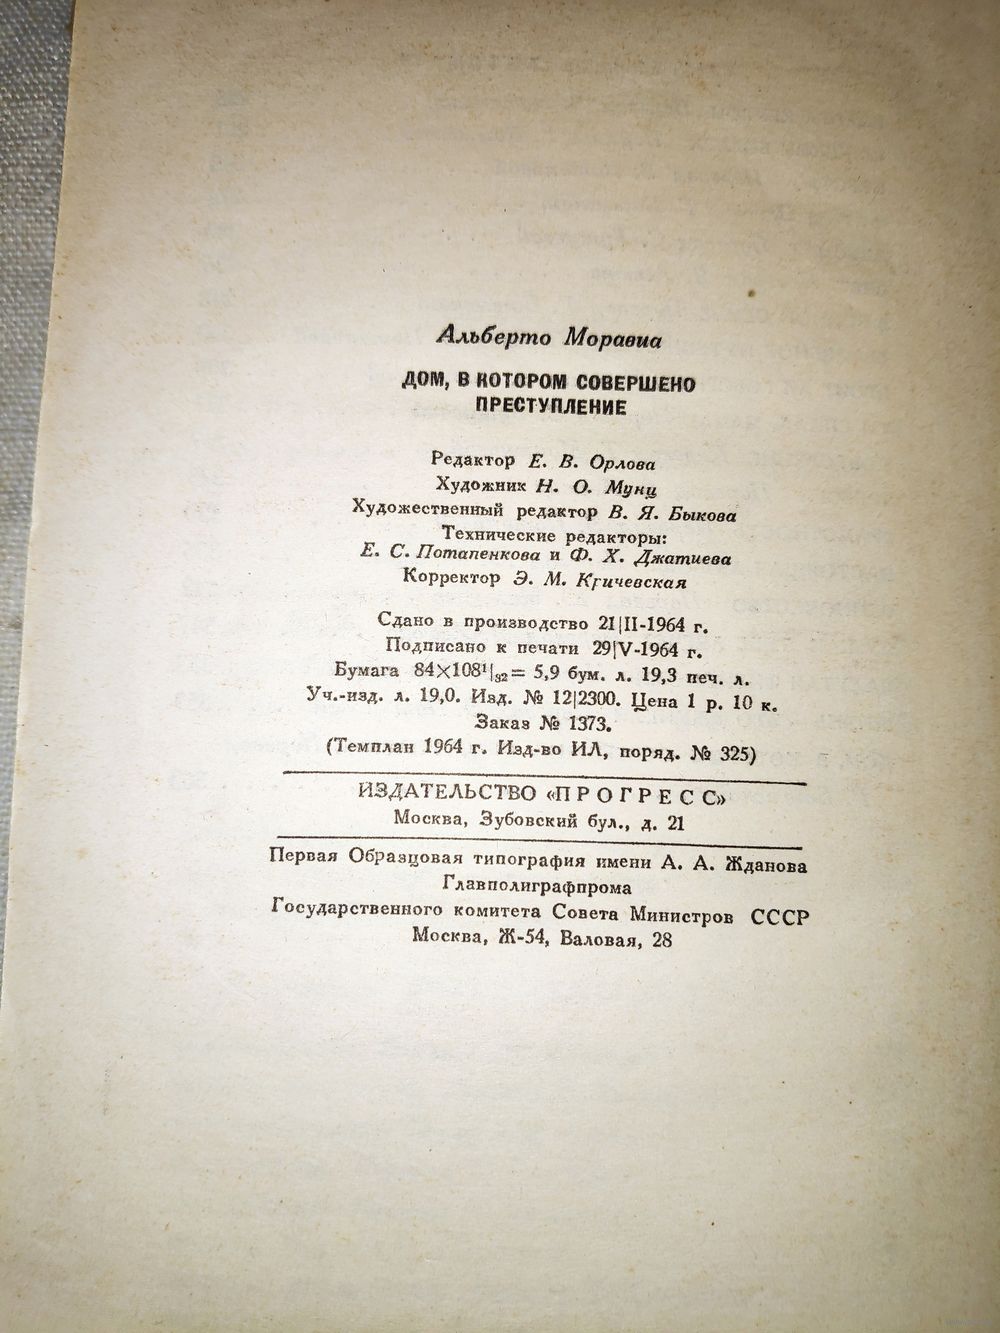 Альберто Моравиа
ДОМ, В КОТОРОМ СОВЕРШЕНО
ПРЕСТУПЛЕНИЕ
Редактор Е. В. Орлова
Художник Н. О. Мунц
Художественный редактор В. Я. Быкова
Технические редакторы:
Е. С. Потапенкова и Ф. Х. Джатиева
Корректор Э. М. Кричевская
Сдано в производство 21|II-1964 г.
Подписано к печати 29|V-1964 г.
Бумага 84×108¹|₃₂= 5,9 бум. л. 19,3 печ. л.
Уч.-изд. л. 19,0. Изд. № 12|2300. Цена 1 р. 10 к.
Заказ № 1373.
(Темплан 1964 г. Изд-во ИЛ, поряд. № 325)
ИЗДАТЕЛЬСТВО «ПРОГРЕСС»
Москва, Зубовский бул., д. 21
Первая Образцовая типография имени А. А. Жданова
Главполиграфпрома
Государственного комитета Совета Министров СССР
Москва, Ж-54, Валовая, 28